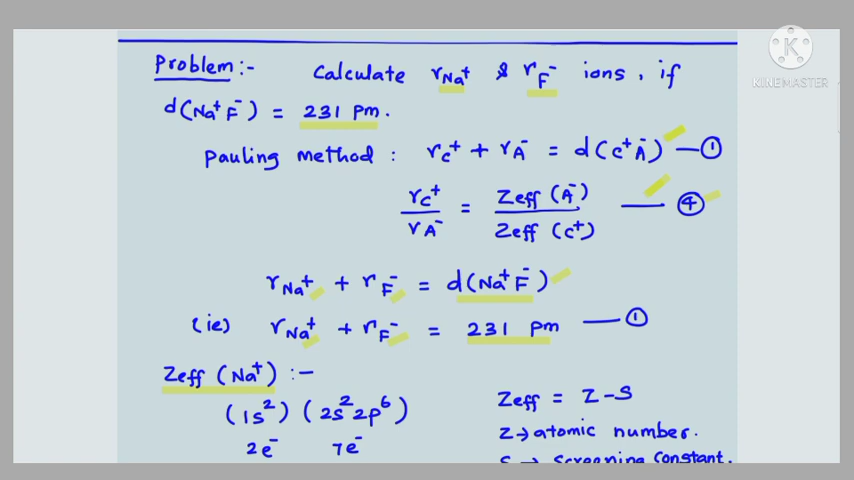 KINEMASTER
Problem:- Calculate rNa⁺ & rF⁻ ions, if
d(Na⁺F⁻) = 231 pm.
Pauling method : rC⁺ + rA⁻ = d(C⁺A⁻) —①
rC⁺ / rA⁻ = Zeff (A⁻) / Zeff (C⁺) —④
rNa⁺ + rF⁻ = d(Na⁺F⁻)
(ie) rNa⁺ + rF⁻ = 231 pm —①
Zeff (Na⁺) :-
(1s²) (2s² 2p⁶)
2e⁻ 7e⁻
Zeff = Z-S
Z→atomic number.
S → screening constant.